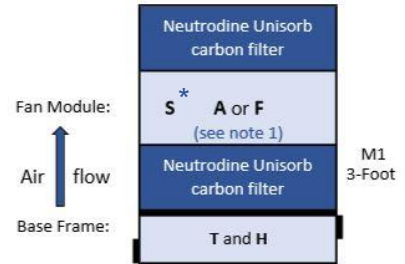 Neutrodine Unisorb
carbon filter
Fan Module:
S * A or F
(see note 1)
Air flow
Neutrodine Unisorb
carbon filter
M1
3-Foot
Base Frame:
T and H